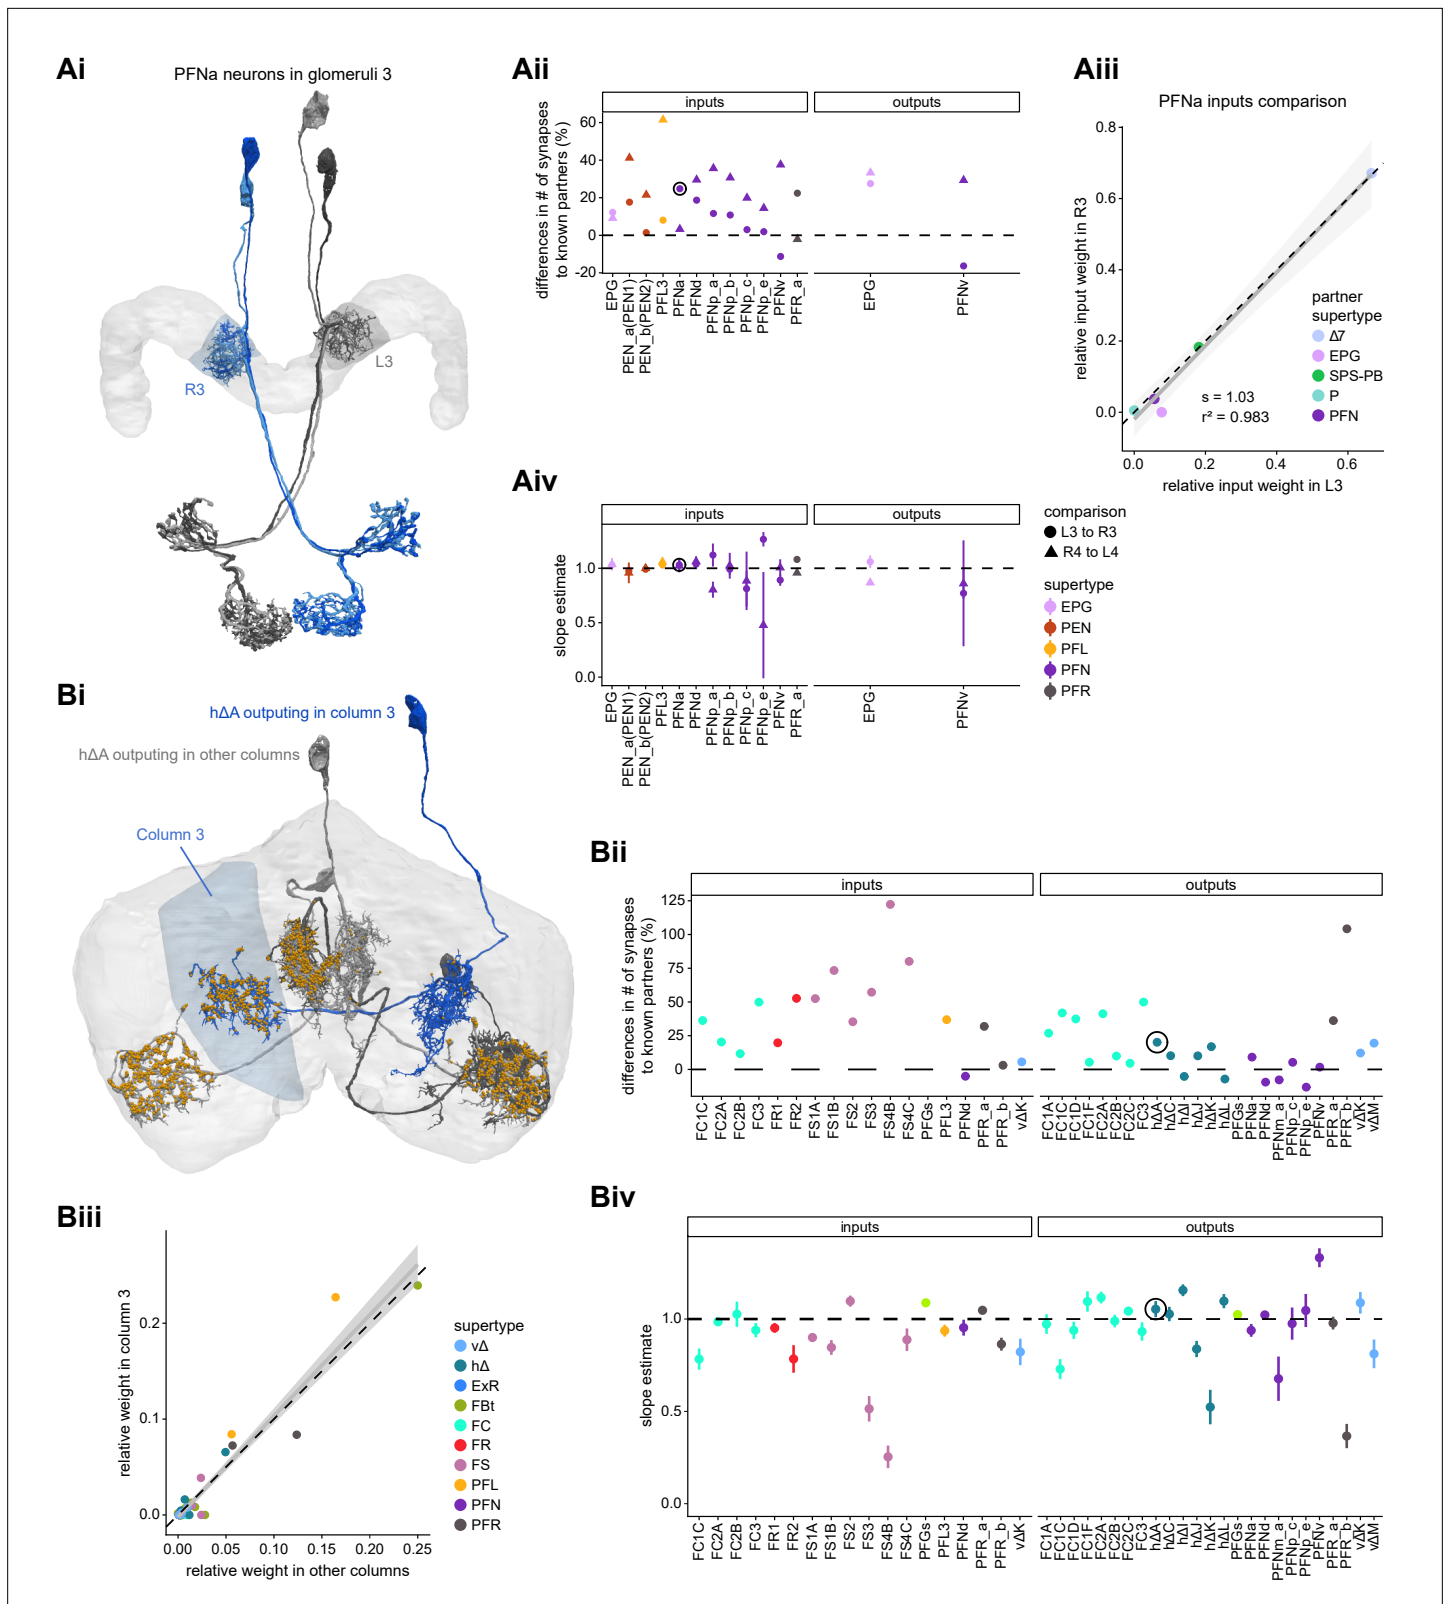 Ai
PFNa neurons in glomeruli 3
R3
L3
Aii
inputs
outputs
differences in # of synapses
to known partners (%)
60
40
20
0
-20
EPG
PEN_a(PEN1)
PEN_b(PEN2)
PFL3
PFNa
PFNd
PFNp_a
PFNp_b
PFNp_c
PFNp_e
PFNv
PFR_a
EPG
PFNv
Aiii
PFNa inputs comparison
relative input weight in R3
0.8
0.6
0.4
0.2
0.0
s = 1.03
r² = 0.983
0.0 0.2 0.4 0.6
relative input weight in L3
partner
supertype
Δ7
EPG
SPS-PB
P
PFN
Aiv
inputs
outputs
slope estimate
1.0
0.5
0.0
EPG
PEN_a(PEN1)
PEN_b(PEN2)
PFL3
PFNa
PFNd
PFNp_a
PFNp_b
PFNp_c
PFNp_e
PFNv
PFR_a
EPG
PFNv
comparison
L3 to R3
R4 to L4
supertype
EPG
PEN
PFL
PFN
PFR
Bi
hΔA outputing in column 3
hΔA outputing in other columns
Column 3
Bii
inputs
outputs
differences in # of synapses
to known partners (%)
125
100
75
50
25
0
FC1C
FC2A
FC2B
FC3
FR1
FR2
FS1A
FS1B
FS2
FS3
FS4B
FS4C
PFGs
PFL3
PFNd
PFR_a
PFR_b
vΔK
FC1A
FC1C
FC1D
FC1F
FC2A
FC2B
FC2C
FC3
hΔA
hΔC
hΔI
hΔJ
hΔK
hΔL
PFGs
PFNa
PFNd
PFNm_a
PFNp_c
PFNp_e
PFNv
PFR_a
PFR_b
vΔK
vΔM
Biii
relative weight in column 3
0.2
0.1
0.0
0.00 0.05 0.10 0.15 0.20 0.25
relative weight in other columns
supertype
vΔ
hΔ
ExR
FBt
FC
FR
FS
PFL
PFN
PFR
Biv
inputs
outputs
slope estimate
1.0
0.5
0.0
FC1C
FC2A
FC2B
FC3
FR1
FR2
FS1A
FS1B
FS2
FS3
FS4B
FS4C
PFGs
PFL3
PFNd
PFR_a
PFR_b
vΔK
FC1A
FC1C
FC1D
FC1F
FC2A
FC2B
FC2C
FC3
hΔA
hΔC
hΔI
hΔJ
hΔK
hΔL
PFGs
PFNa
PFNd
PFNm_a
PFNp_c
PFNp_e
PFNv
PFR_a
PFR_b
vΔK
vΔM